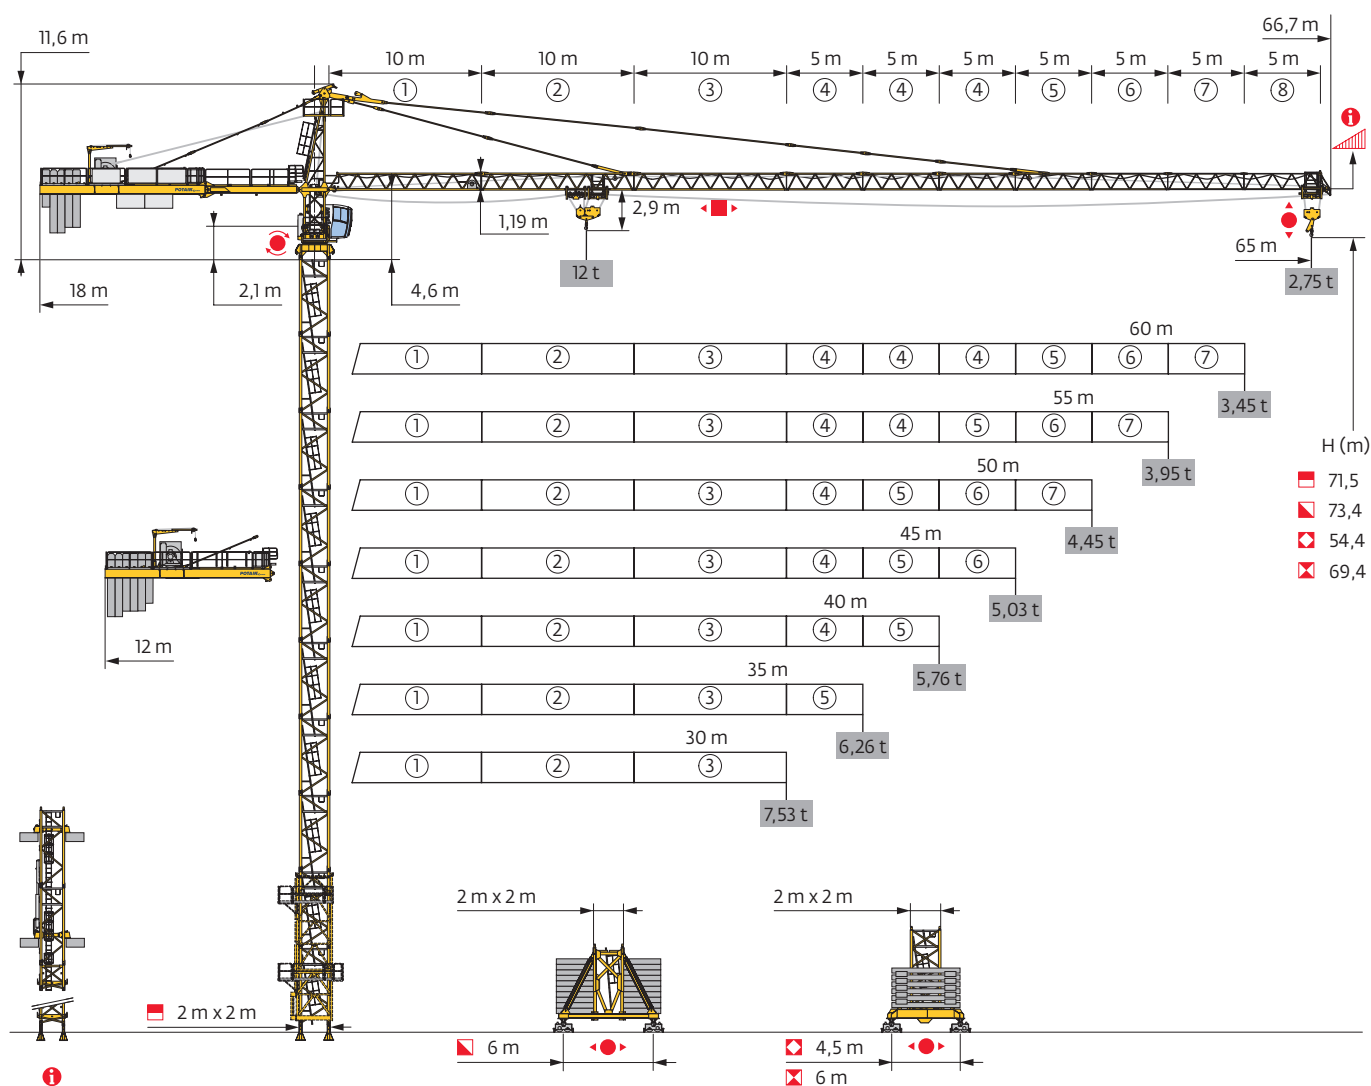 66,7 m
11,6 m
10 m 10 m 10 m 5 m 5 m 5 m 5 m 5 m 5 m 5 m
1 2 3 4 4 4 5 6 7 8
i
POTAIN
2,9 m
1,19 m
65 m
12 t
2,75 t
18 m
2,1 m
4,6 m
60 m
1 2 3 4 4 4 5 6 7
3,45 t
55 m
1 2 3 4 4 5 6 7
3,95 t
H (m)
71,5
73,4
54,4
69,4
50 m
1 2 3 4 5 6 7
4,45 t
45 m
1 2 3 4 5 6
5,03 t
POTAIN
40 m
1 2 3 4 5
5,76 t
12 m
35 m
1 2 3 5
6,26 t
30 m
1 2 3
7,53 t
2 m x 2 m
2 m x 2 m
2 m x 2 m
6 m
4,5 m
6 m
i